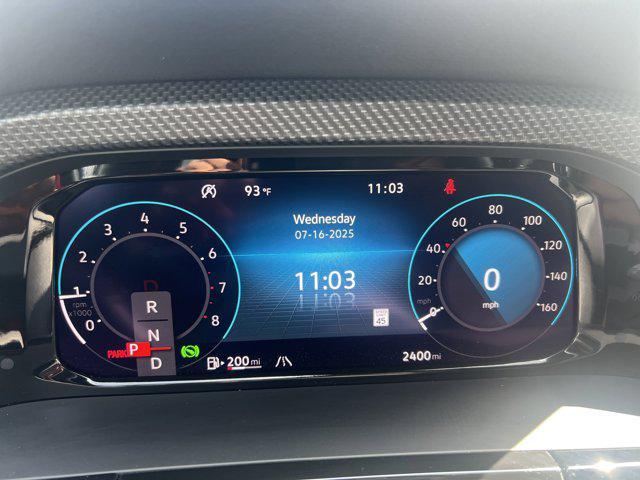 93 °F
11:03
Wednesday
07-16-2025
11:03
SPEED
LIMIT
45
0
1
2
3
4
5
6
7
8
rpm
x1000
D
R
N
PARK P
D
200 mi
2400 mi
0
20
40
60
80
100
120
140
160
mph
0
mph